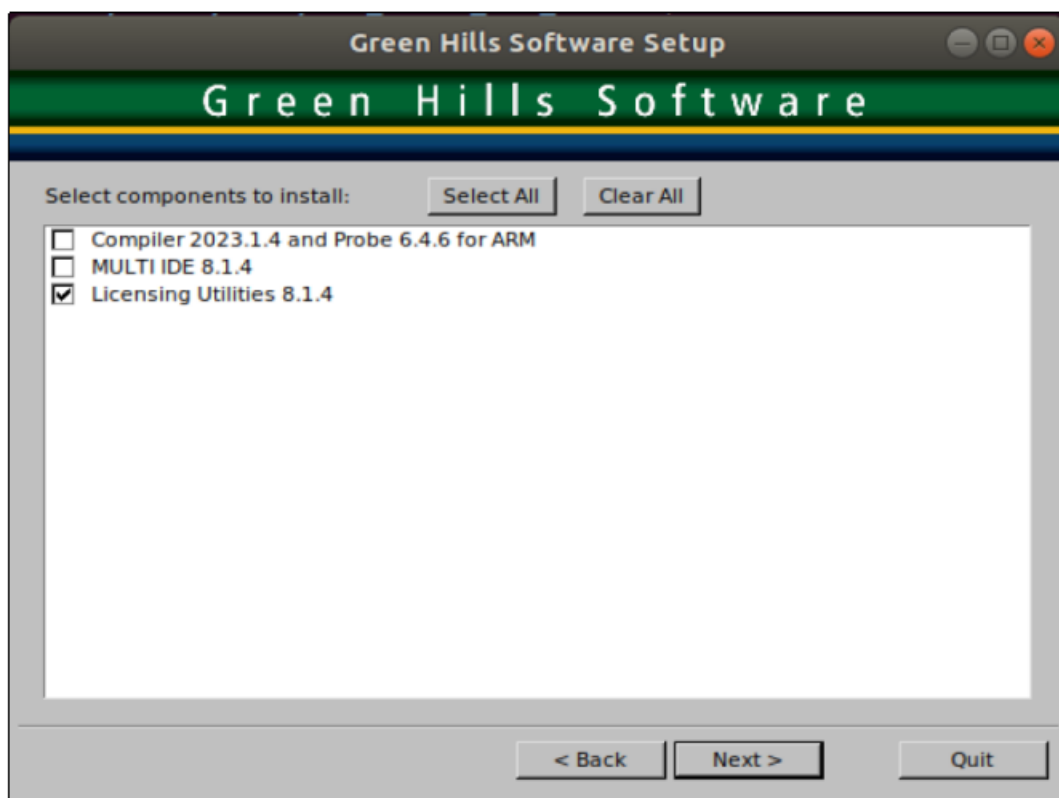 Green Hills Software Setup
Green Hills Software
Select components to install: Select All Clear All
Compiler 2023.1.4 and Probe 6.4.6 for ARM
MULTI IDE 8.1.4
Licensing Utilities 8.1.4
< Back Next > Quit